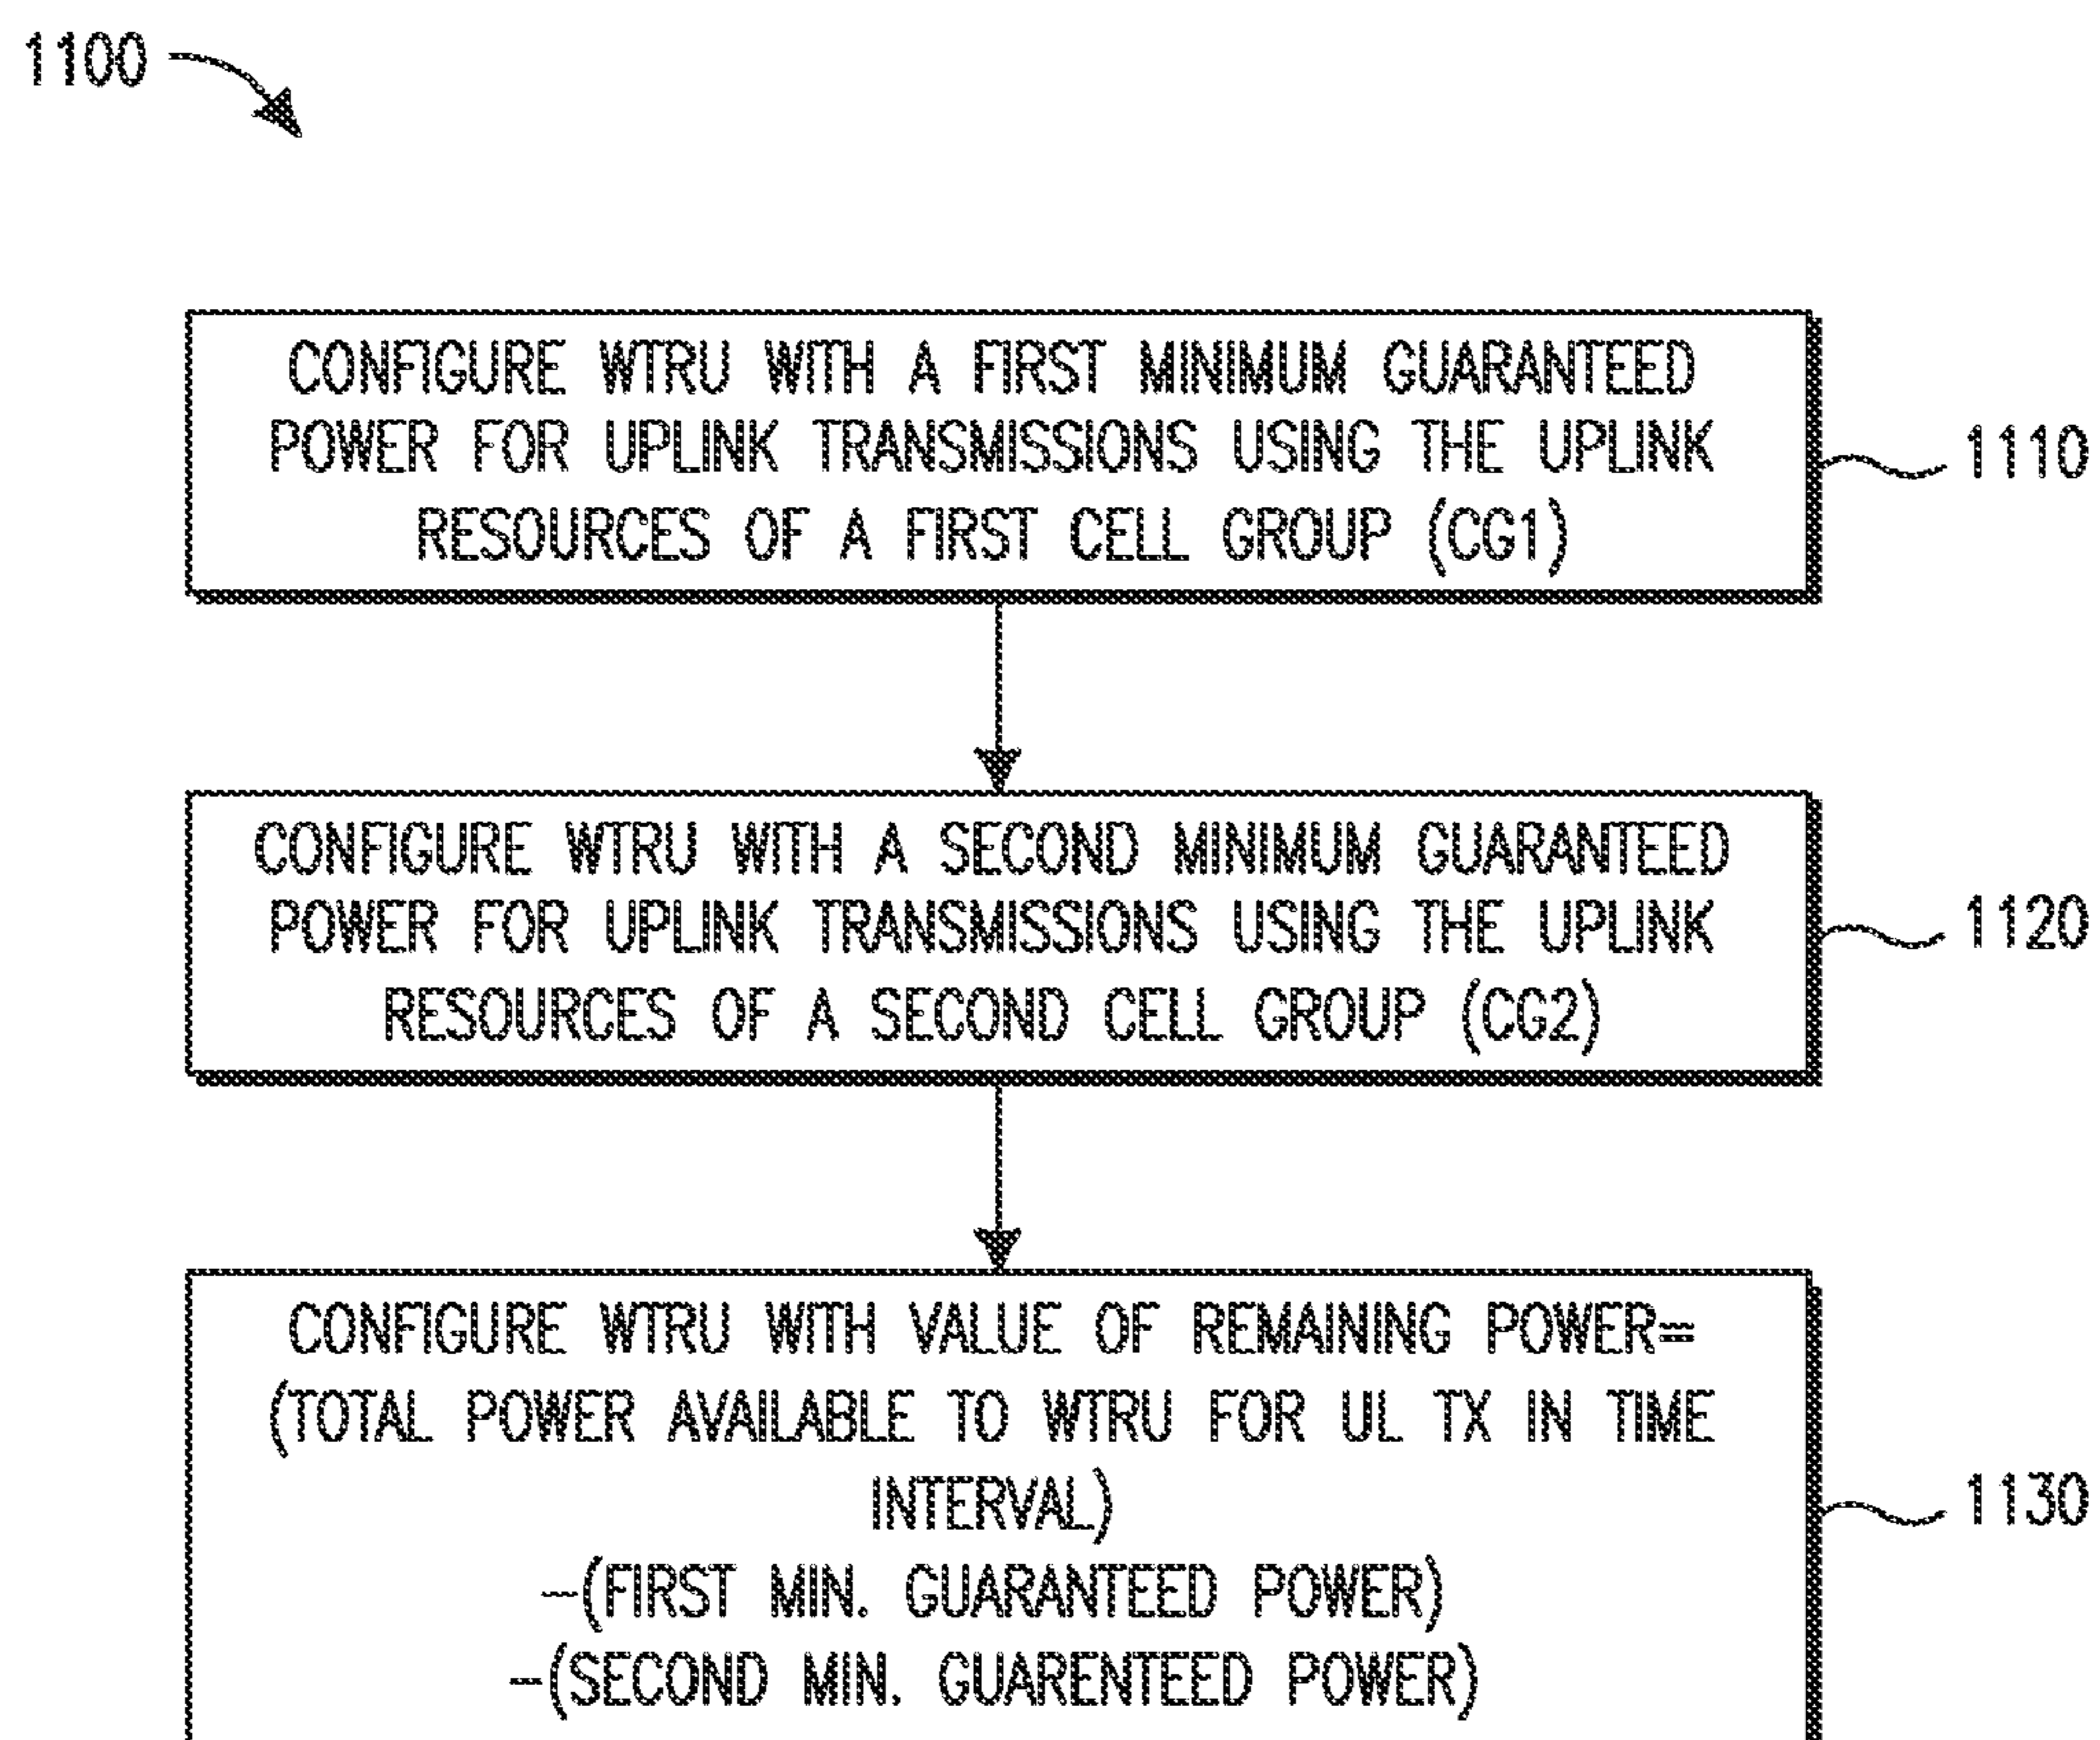 1100
CONFIGURE WTRU WITH A FIRST MINIMUM GUARANTEED
POWER FOR UPLINK TRANSMISSIONS USING THE UPLINK
RESOURCES OF A FIRST CELL GROUP (CG1)
1110
CONFIGURE WTRU WITH A SECOND MINIMUM GUARANTEED
POWER FOR UPLINK TRANSMISSIONS USING THE UPLINK
RESOURCES OF A SECOND CELL GROUP (CG2)
1120
CONFIGURE WTRU WITH VALUE OF REMAINING POWER=
(TOTAL POWER AVAILABLE TO WTRU FOR UL TX IN TIME
INTERVAL)
-(FIRST MIN. GUARANTEED POWER)
-(SECOND MIN. GUARENTEED POWER)
1130